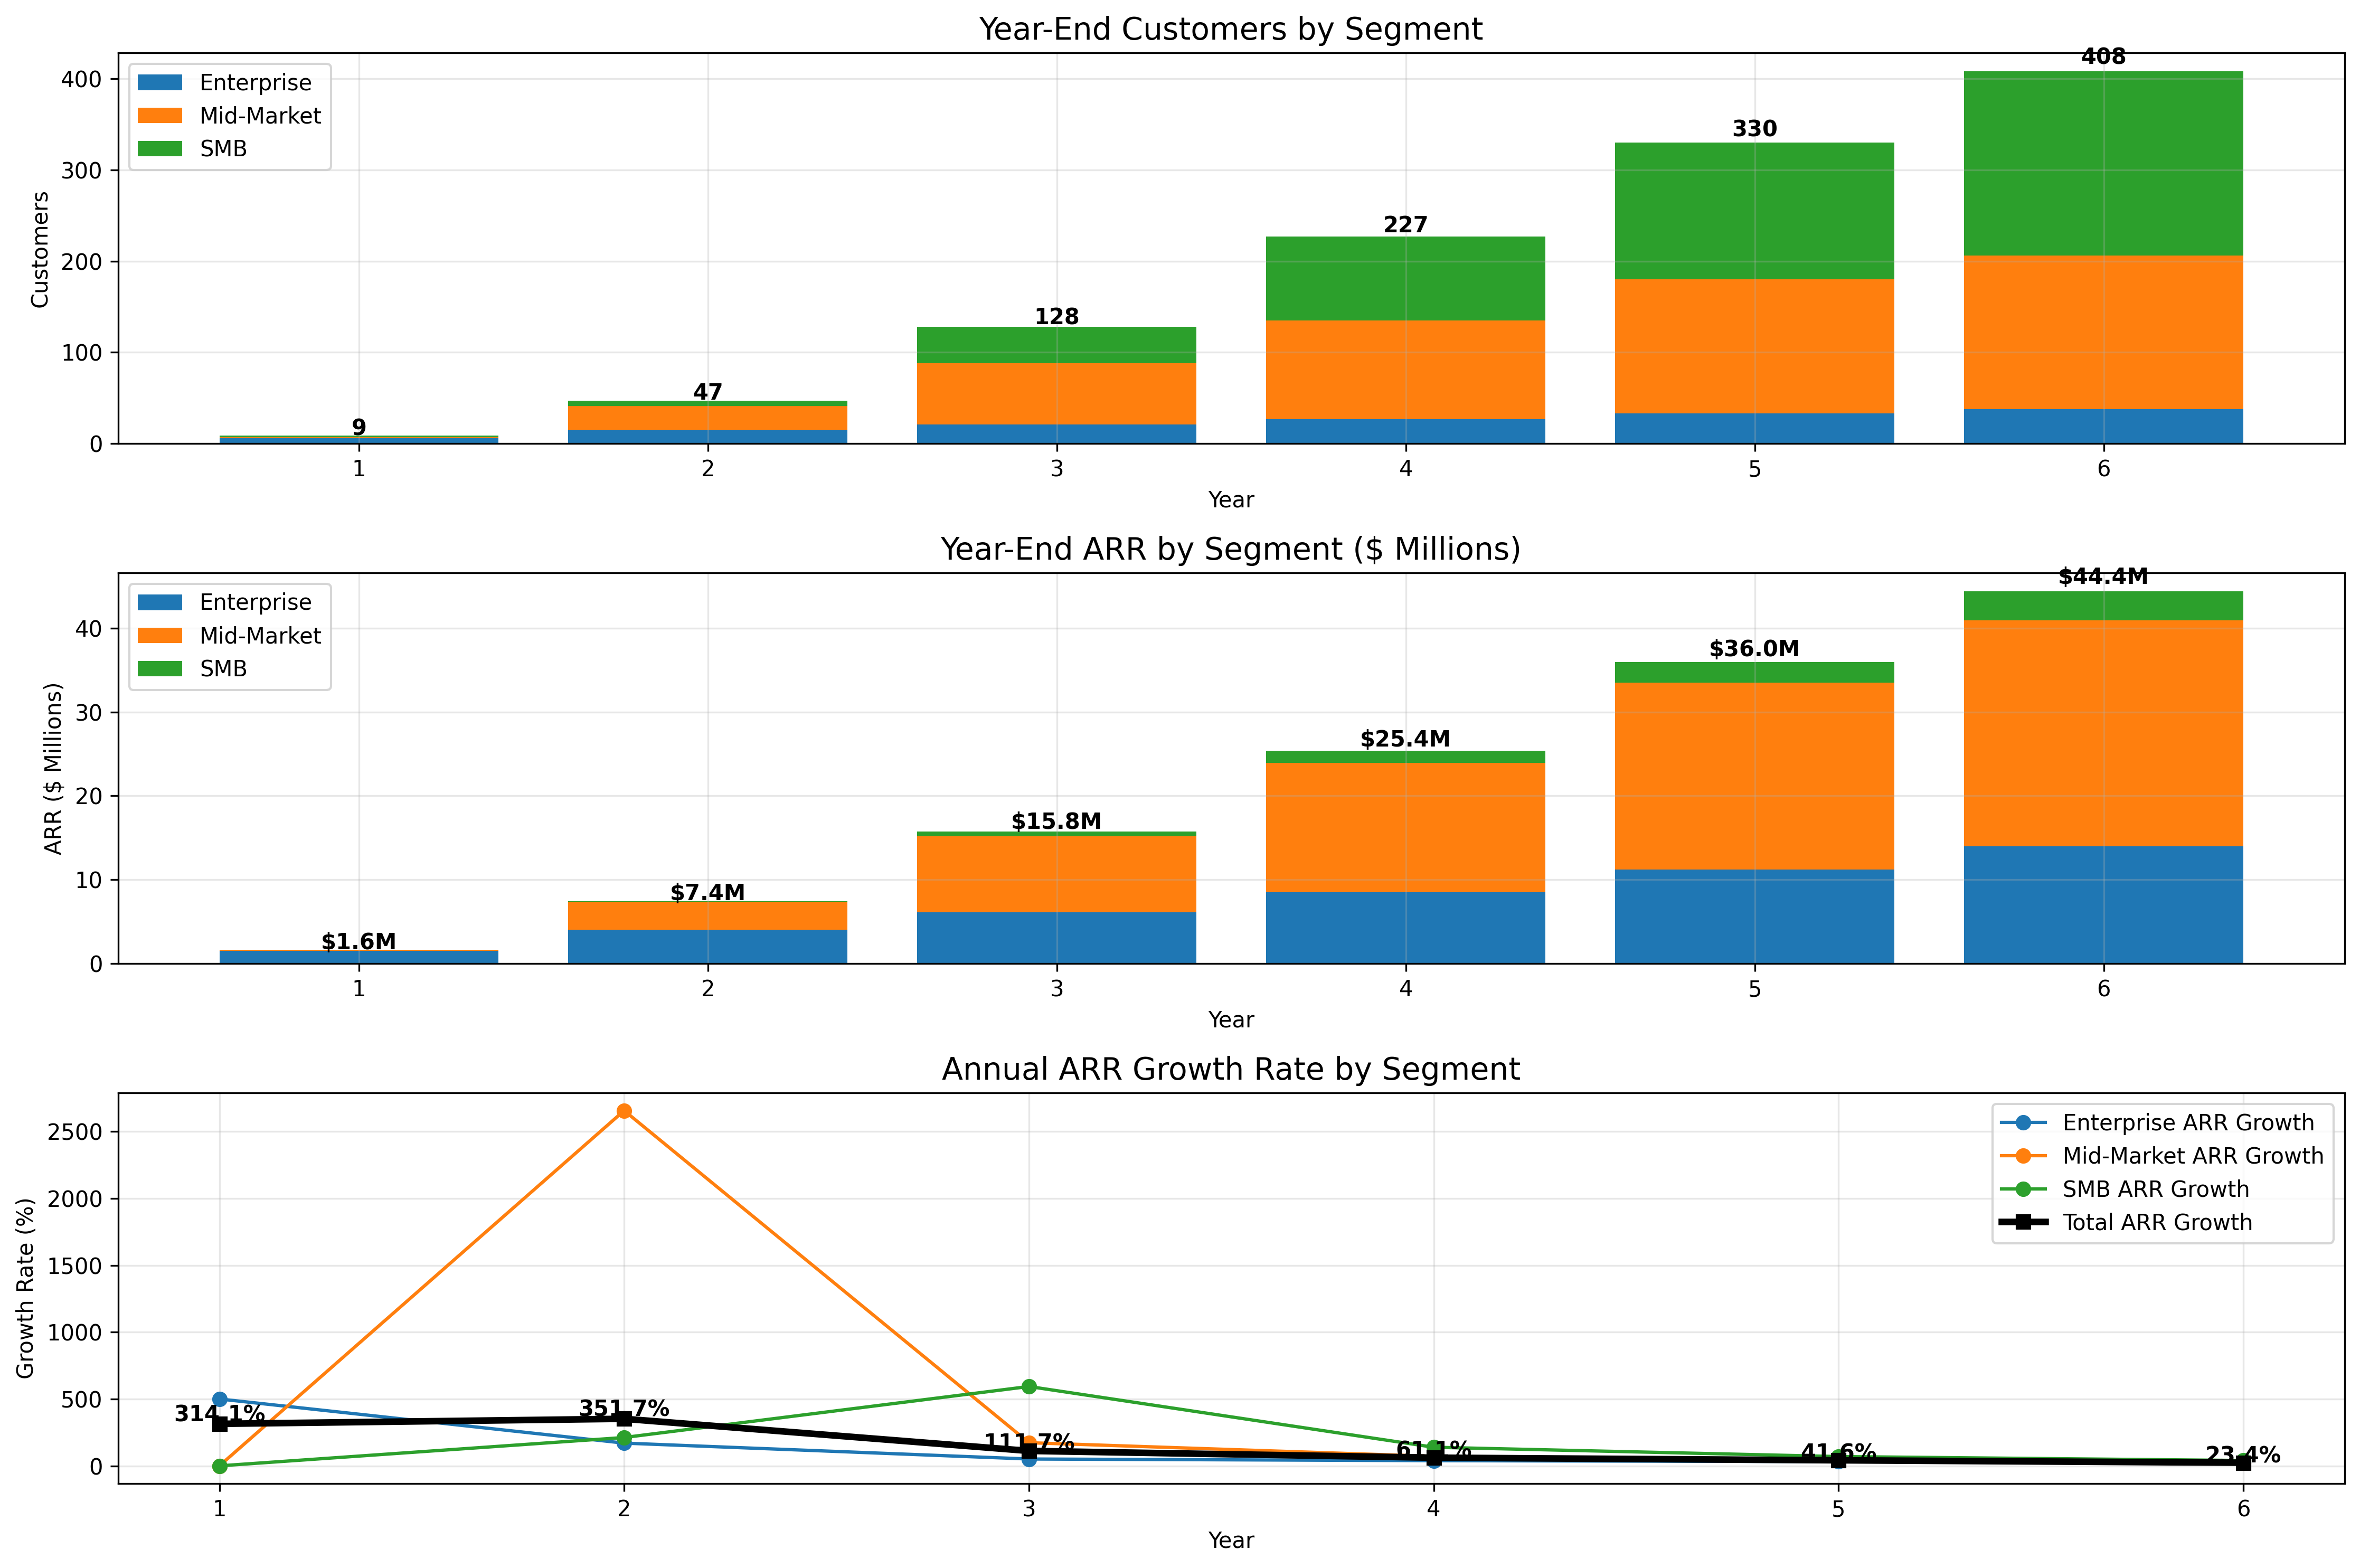 Year-End Customers by Segment
Enterprise
Mid-Market
SMB
400
300
200
100
0
Customers
9
47
128
227
330
408
1 2 3 4 5 6
Year
Year-End ARR by Segment ($ Millions)
Enterprise
Mid-Market
SMB
40
30
20
10
0
ARR ($ Millions)
$1.6M
$7.4M
$15.8M
$25.4M
$36.0M
$44.4M
1 2 3 4 5 6
Year
Annual ARR Growth Rate by Segment
Enterprise ARR Growth
Mid-Market ARR Growth
SMB ARR Growth
Total ARR Growth
2500
2000
1500
1000
500
0
Growth Rate (%)
314.1%
351.7%
111.7%
61.1%
41.6%
23.4%
1 2 3 4 5 6
Year